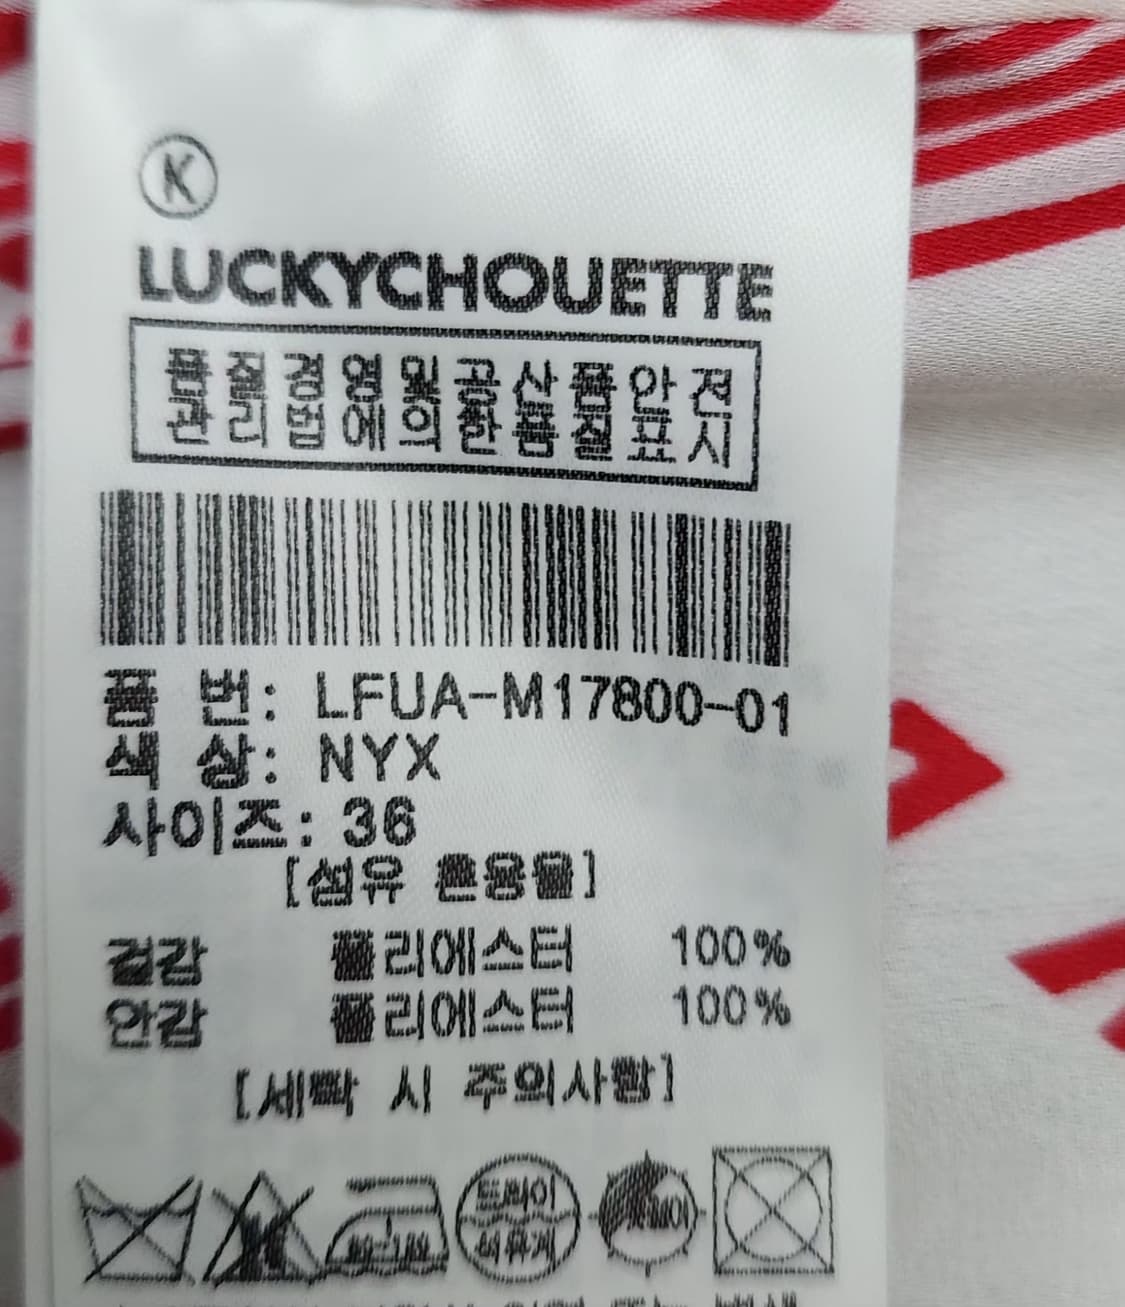 K
LUCKYCHOUETTE
품질경영및공산품안전
관리법에의한품질표시
품 번: LFUA-M17800-01
색 상: NYX
사이즈: 36
[섬유 혼용율]
겉감 폴리에스터 100%
안감 폴리에스터 100%
[세탁 시 주의사항]
드라이
석유계